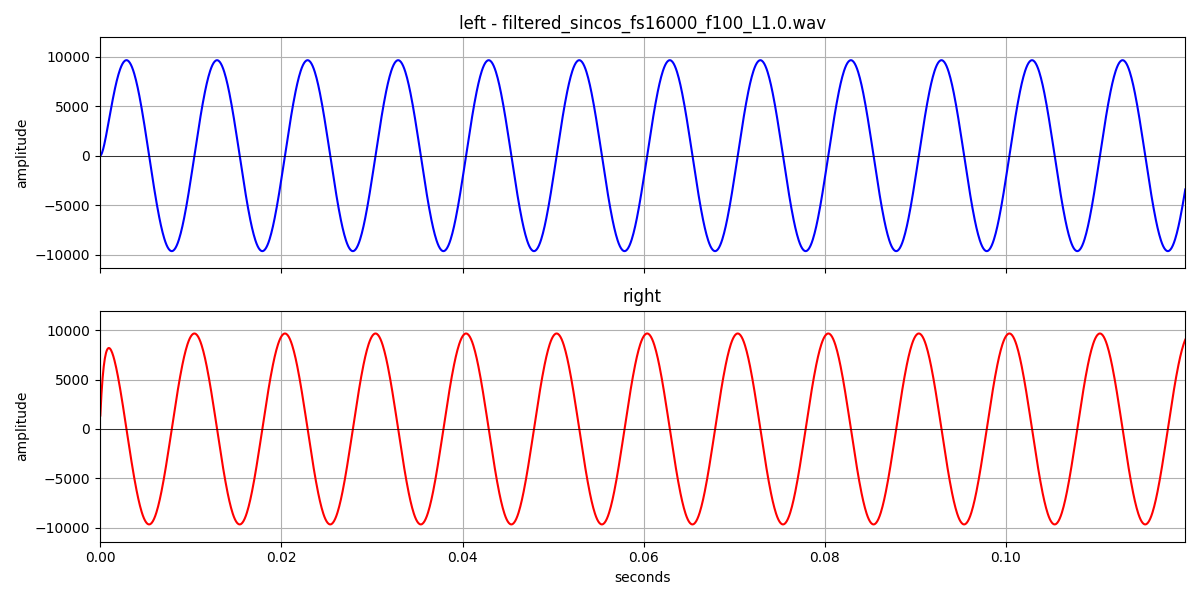 left - filtered_sincos_fs16000_f100_L1.0.wav
10000
5000
0
−5000
−10000
amplitude
right
10000
5000
0
−5000
−10000
amplitude
0.00 0.02 0.04 0.06 0.08 0.10
seconds